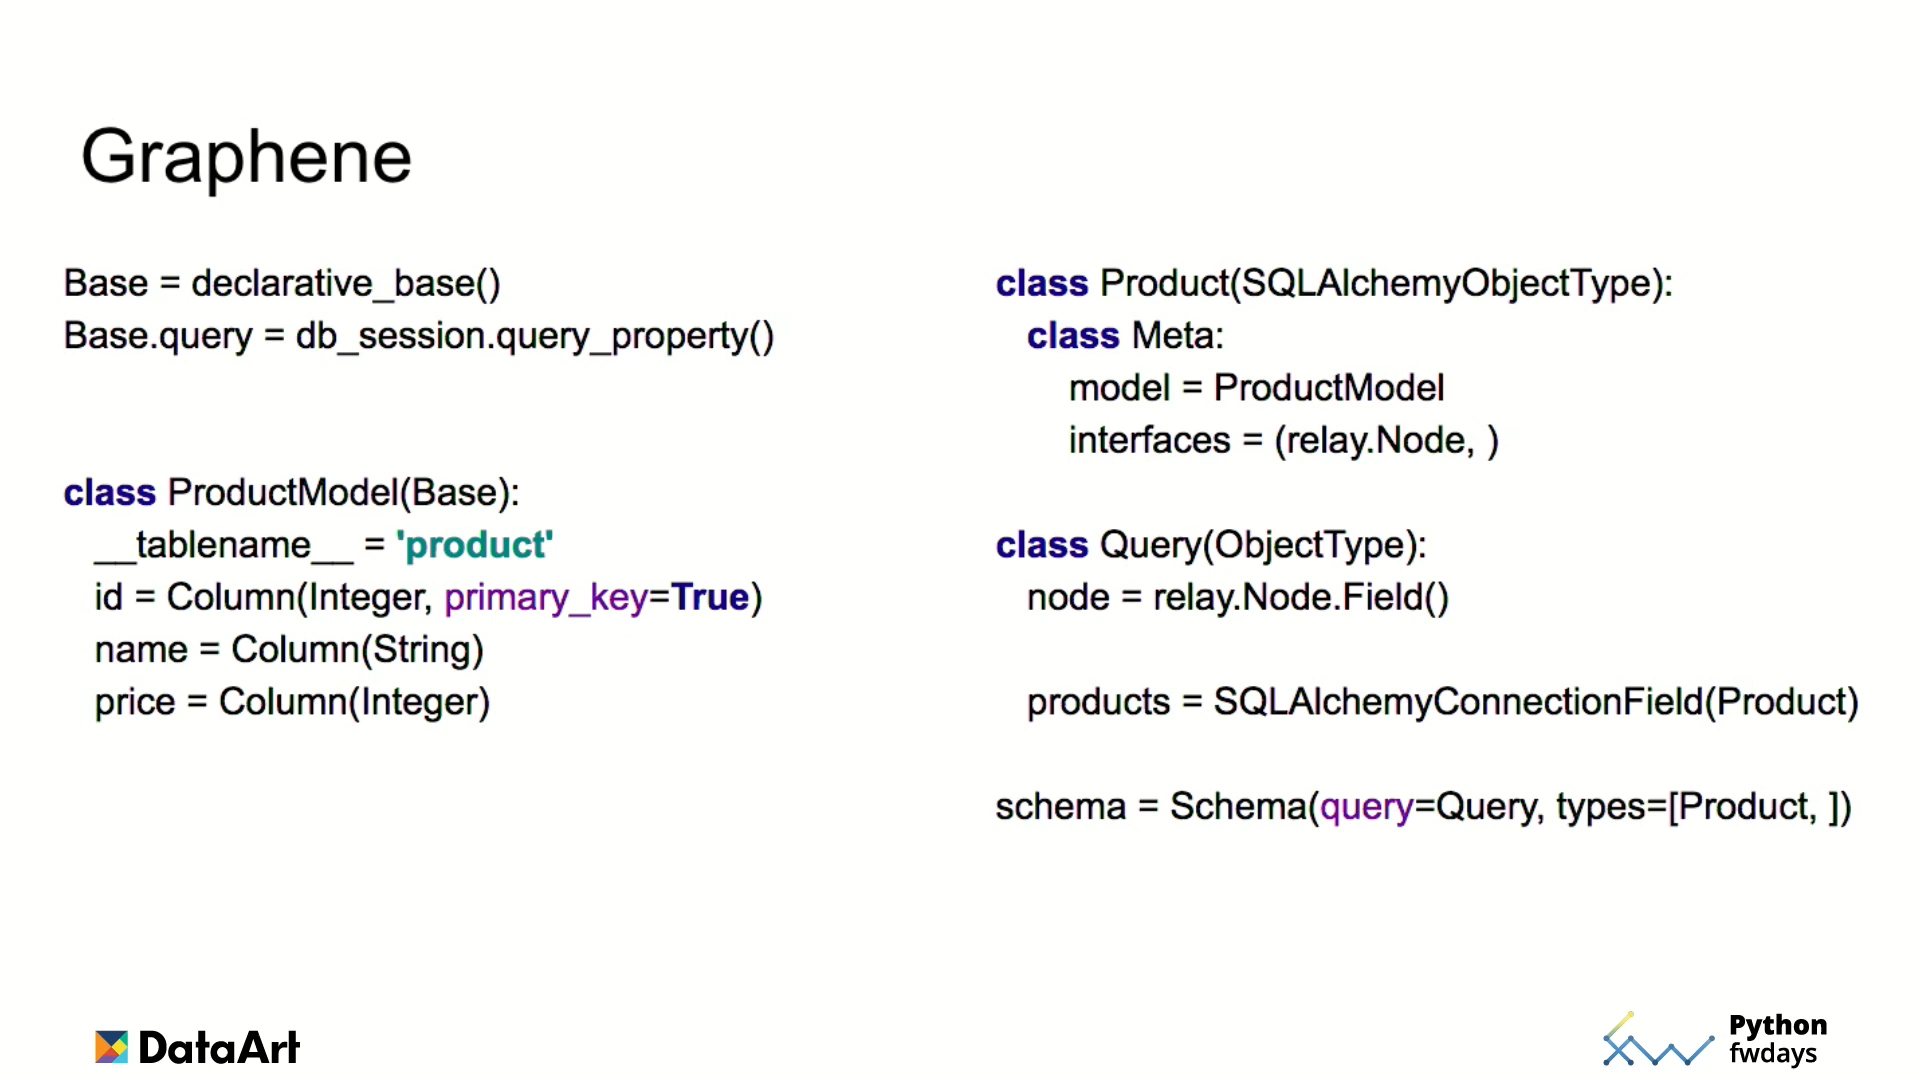 Graphene
Base = declarative_base()
Base.query = db_session.query_property()
class ProductModel(Base):
__tablename__ = 'product'
id = Column(Integer, primary_key=True)
name = Column(String)
price = Column(Integer)
class Product(SQLAlchemyObjectType):
class Meta:
model = ProductModel
interfaces = (relay.Node, )
class Query(ObjectType):
node = relay.Node.Field()
products = SQLAlchemyConnectionField(Product)
schema = Schema(query=Query, types=[Product, ])
DataArt
Python
fwdays